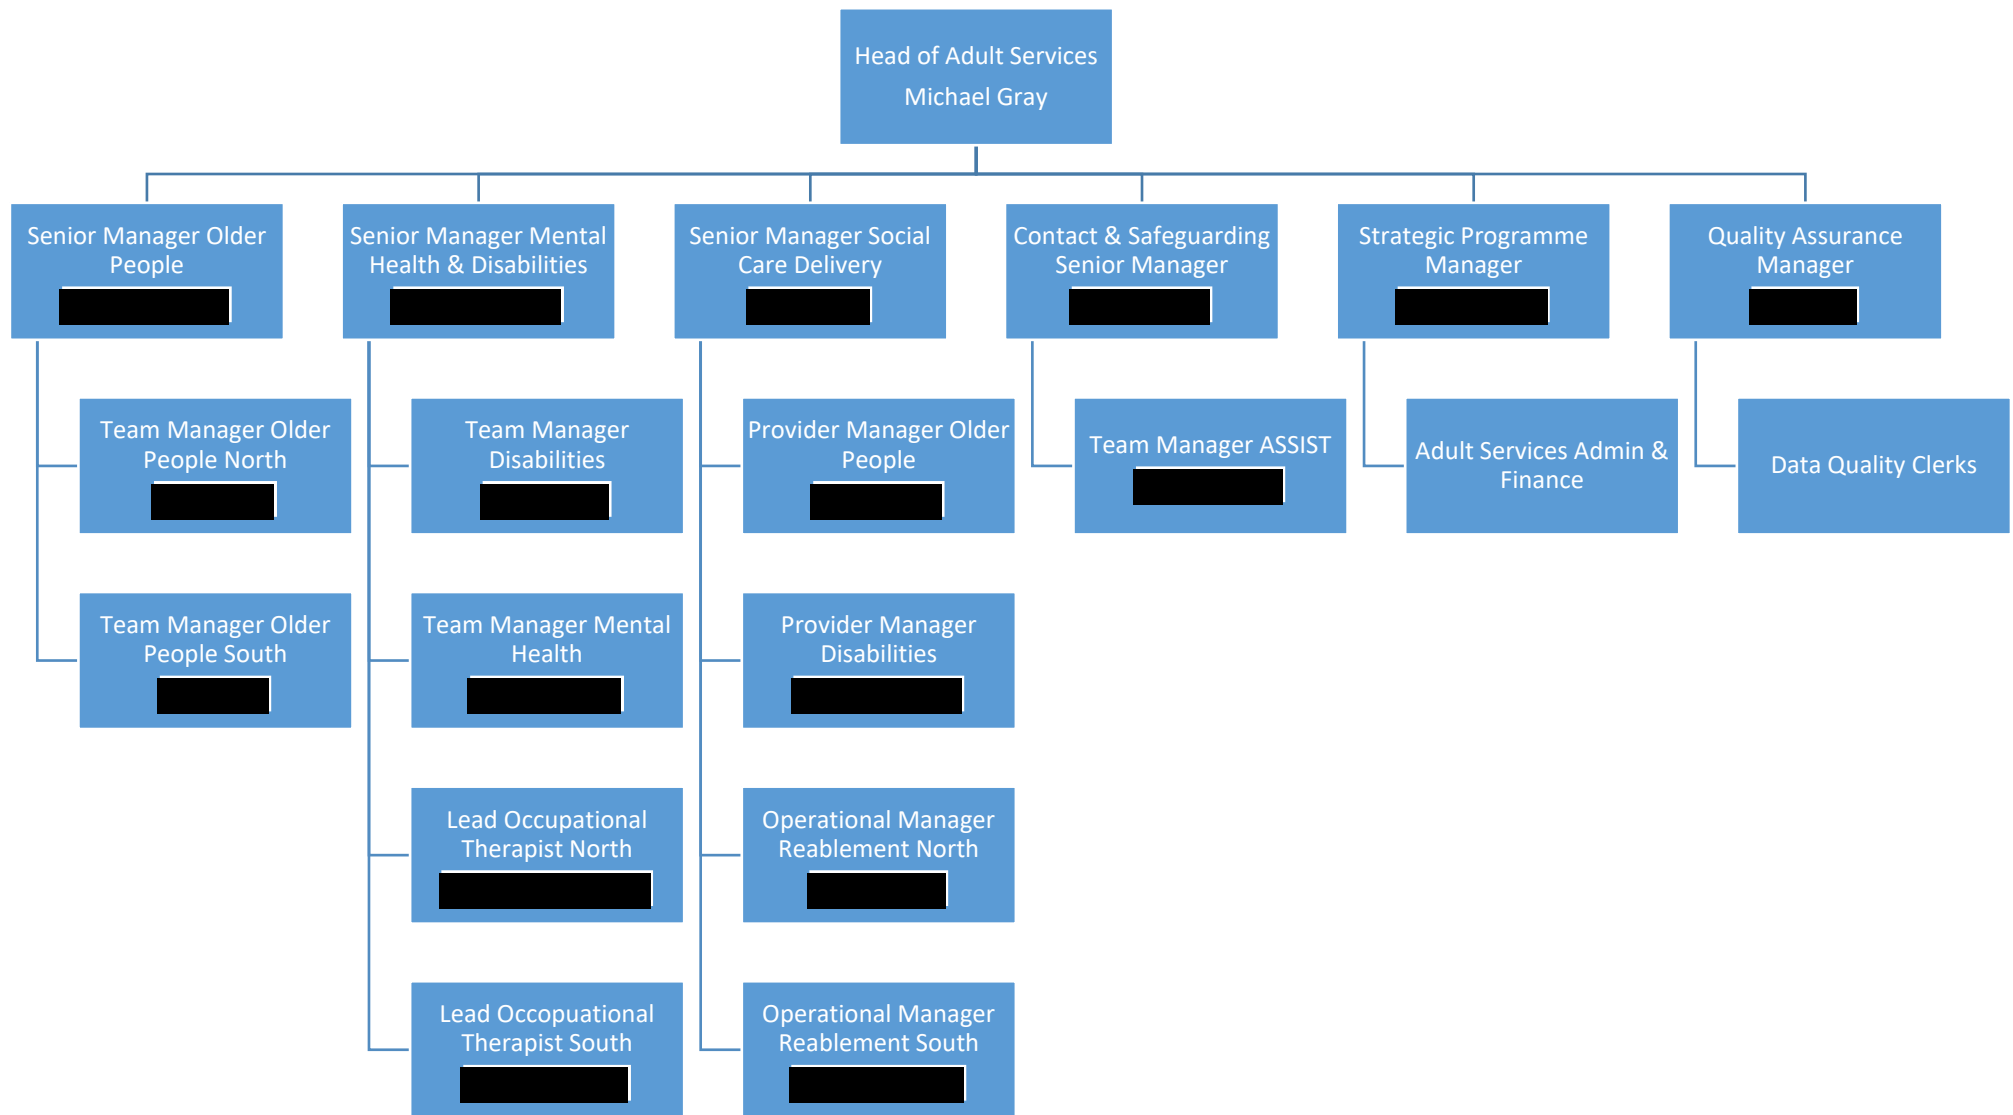 Head of Adult Services
Michael Gray
Senior Manager Older
People
Senior Manager Mental
Health & Disabilities
Senior Manager Social
Care Delivery
Contact & Safeguarding
Senior Manager
Strategic Programme
Manager
Quality Assurance
Manager
Team Manager Older
People North
Team Manager
Disabilities
Provider Manager Older
People
Team Manager ASSIST
Adult Services Admin &
Finance
Data Quality Clerks
Team Manager Older
People South
Team Manager Mental
Health
Provider Manager
Disabilities
Lead Occupational
Therapist North
Operational Manager
Reablement North
Lead Occopuational
Therapist South
Operational Manager
Reablement South